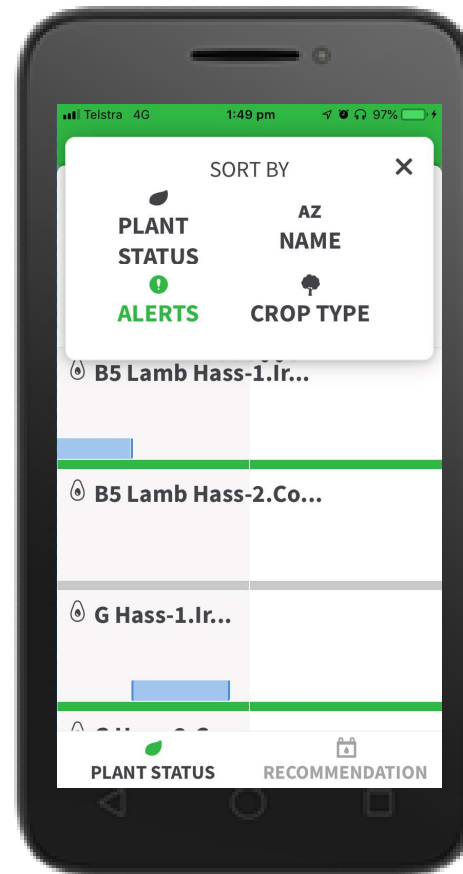 Telstra 4G 1:49 pm 97%
SORT BY
PLANT STATUS
AZ NAME
ALERTS
CROP TYPE
B5 Lamb Hass-1.Ir...
B5 Lamb Hass-2.Co...
G Hass-1.Ir...
PLANT STATUS
RECOMMENDATION